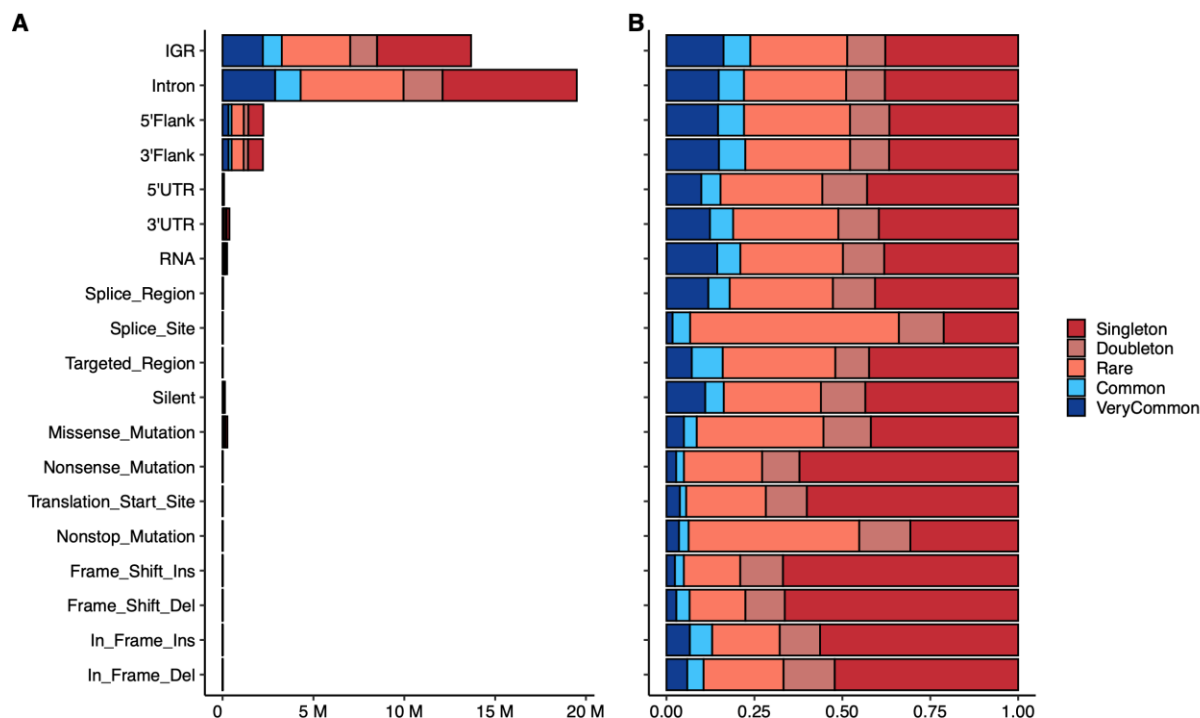 A
B
IGR
Intron
5'Flank
3'Flank
5'UTR
3'UTR
RNA
Splice_Region
Splice_Site
Targeted_Region
Silent
Missense_Mutation
Nonsense_Mutation
Translation_Start_Site
Nonstop_Mutation
Frame_Shift_Ins
Frame_Shift_Del
In_Frame_Ins
In_Frame_Del
0 5 M 10 M 15 M 20 M
0.00 0.25 0.50 0.75 1.00
Singleton
Doubleton
Rare
Common
VeryCommon